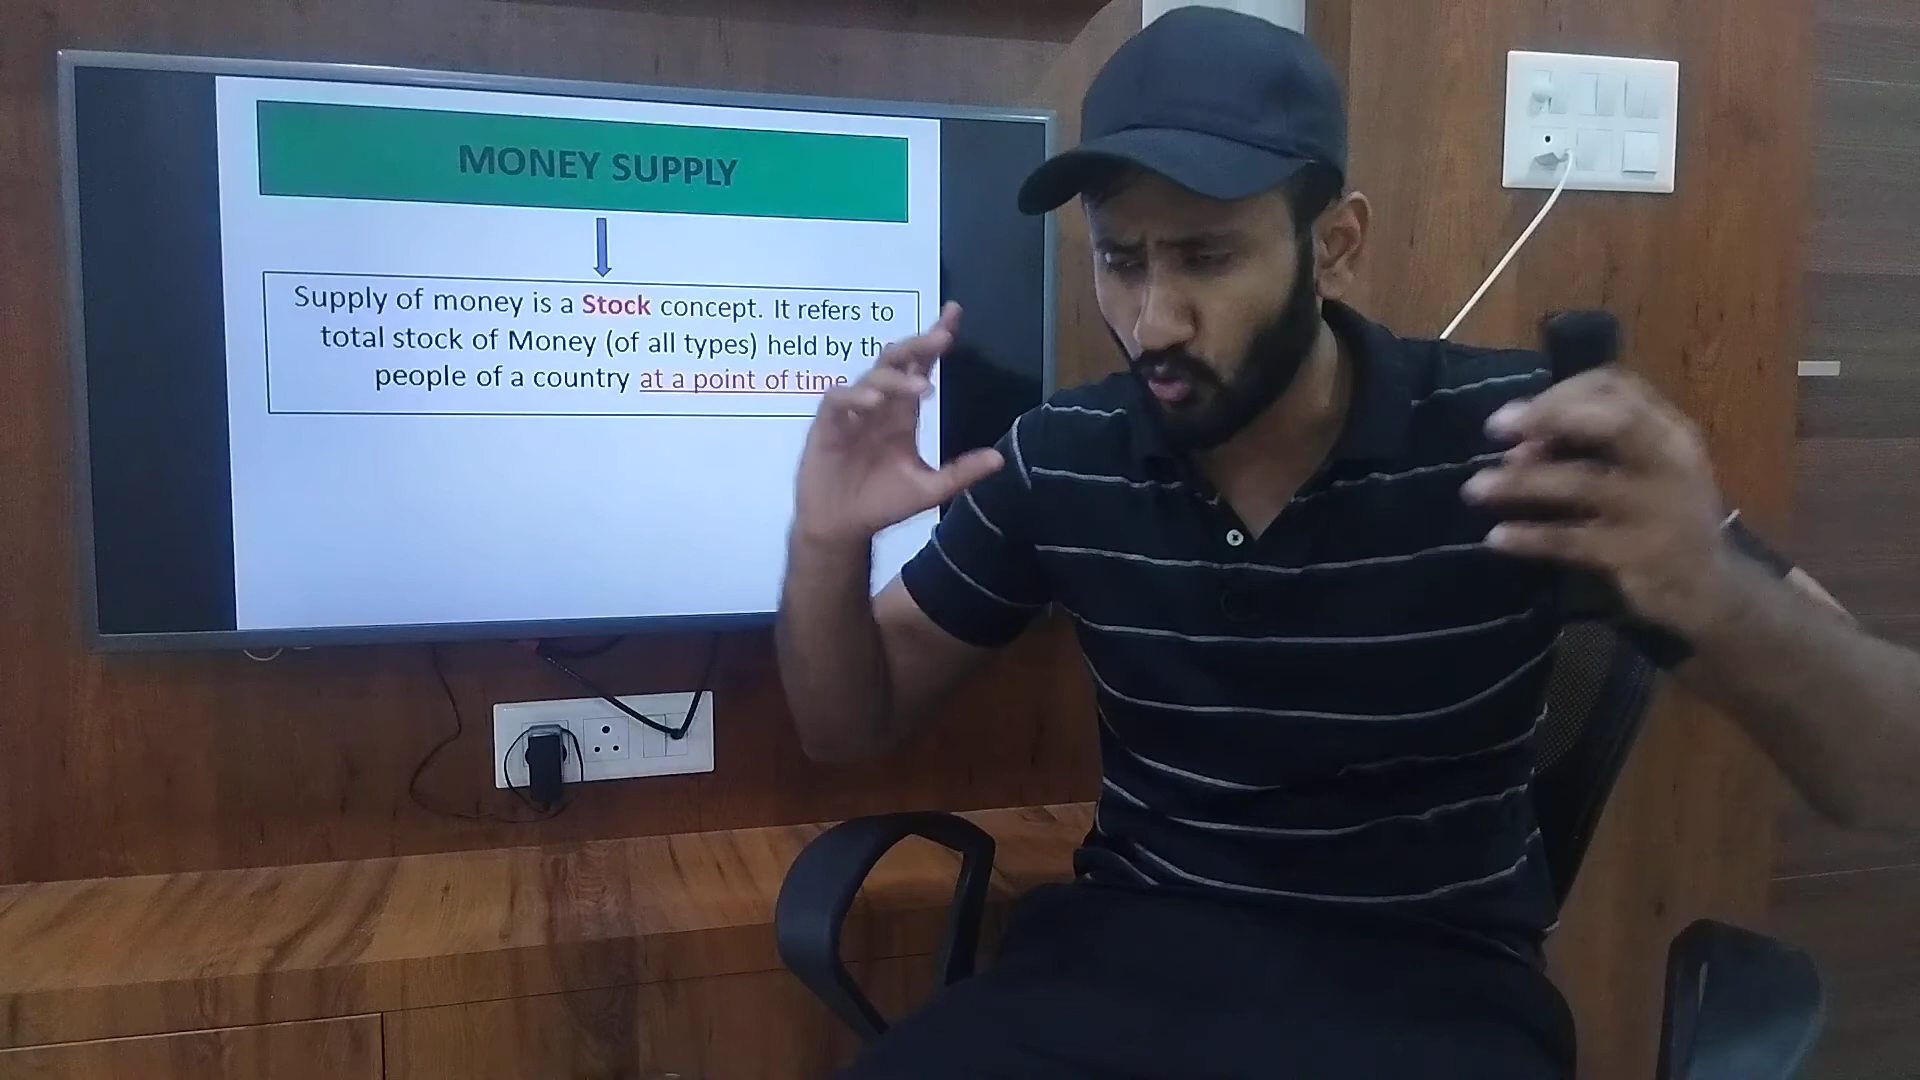 MONEY SUPPLY
Supply of money is a Stock concept. It refers to
total stock of Money (of all types) held by the
people of a country at a point of time